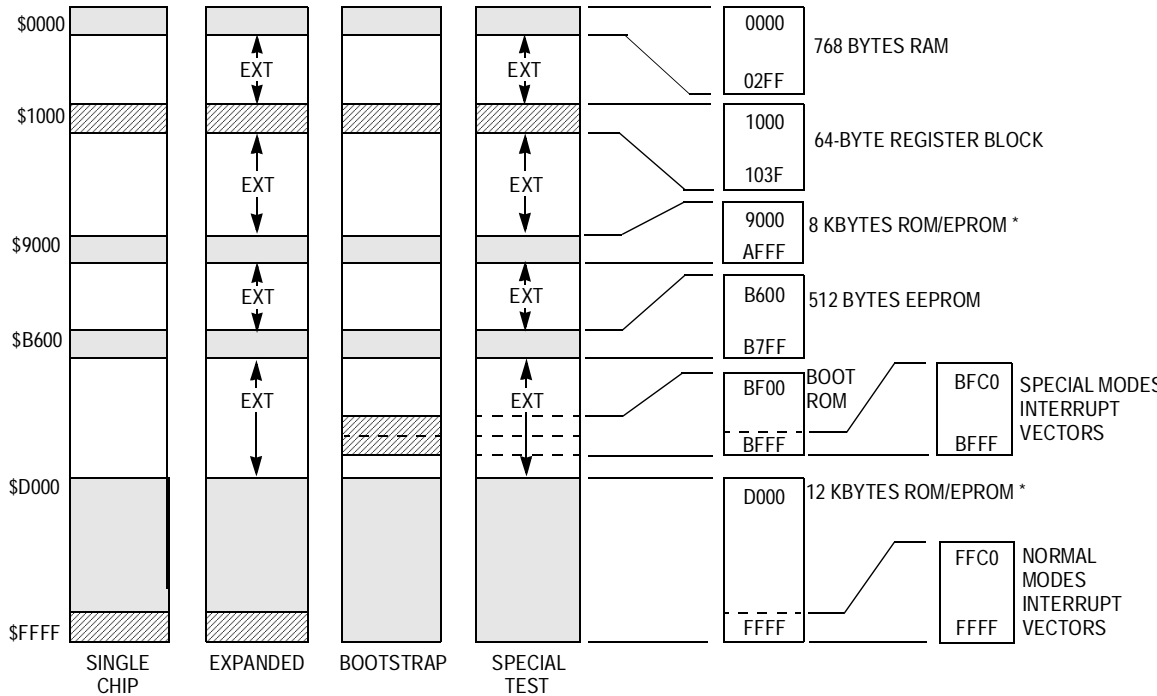 $0000
$1000
$9000
$B600
$D000
$FFFF
EXT
EXT
EXT
EXT
EXT
EXT
EXT
EXT
SINGLE
CHIP
EXPANDED
BOOTSTRAP
SPECIAL
TEST
0000
02FF
768 BYTES RAM
1000
103F
64-BYTE REGISTER BLOCK
9000
AFFF
8 KBYTES ROM/EPROM *
B600
B7FF
512 BYTES EEPROM
BF00
BFFF
BOOT
ROM
BFC0
BFFF
SPECIAL MODES
INTERRUPT
VECTORS
D000
FFFF
12 KBYTES ROM/EPROM *
FFC0
FFFF
NORMAL
MODES
INTERRUPT
VECTORS